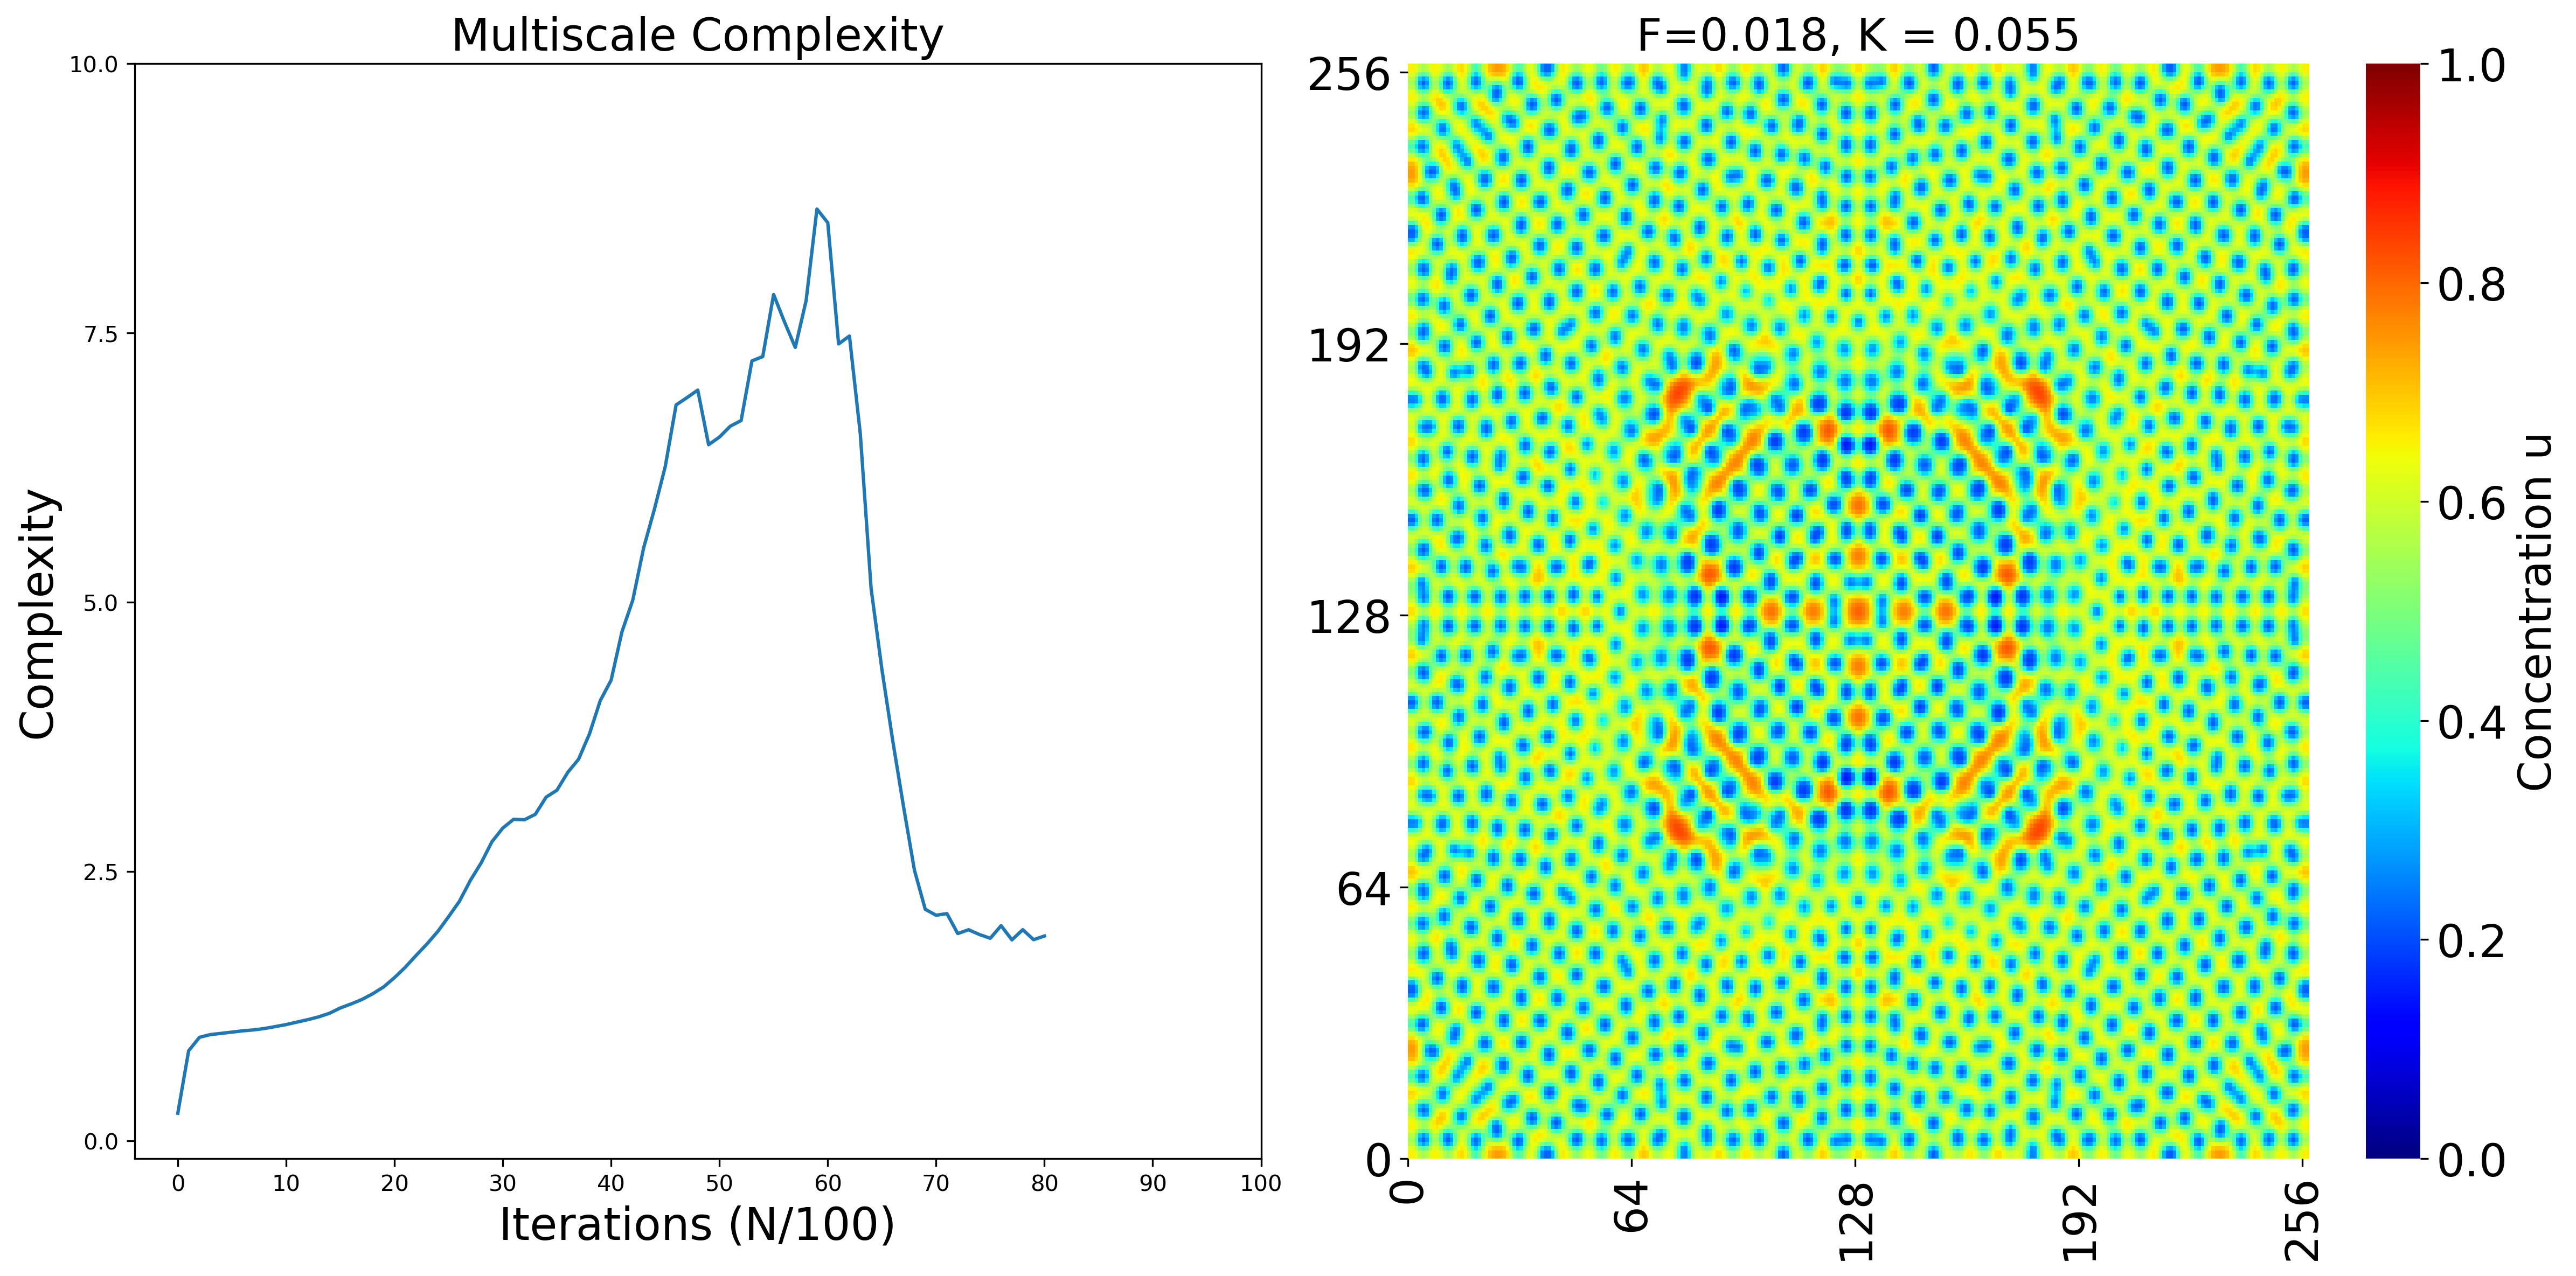 Multiscale Complexity
10.0
7.5
5.0
2.5
0.0
Complexity
0 10 20 30 40 50 60 70 80 90 100
Iterations (N/100)
F=0.018, K = 0.055
256
192
128
64
0
0 64 128 192 256
1.0
0.8
0.6
0.4
0.2
0.0
Concentration u